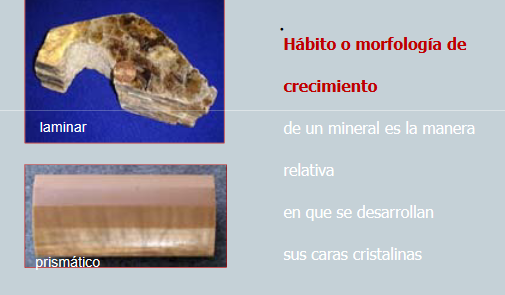 laminar
prismático
Hábito o morfología de
crecimiento
de un mineral es la manera
relativa
en que se desarrollan
sus caras cristalinas